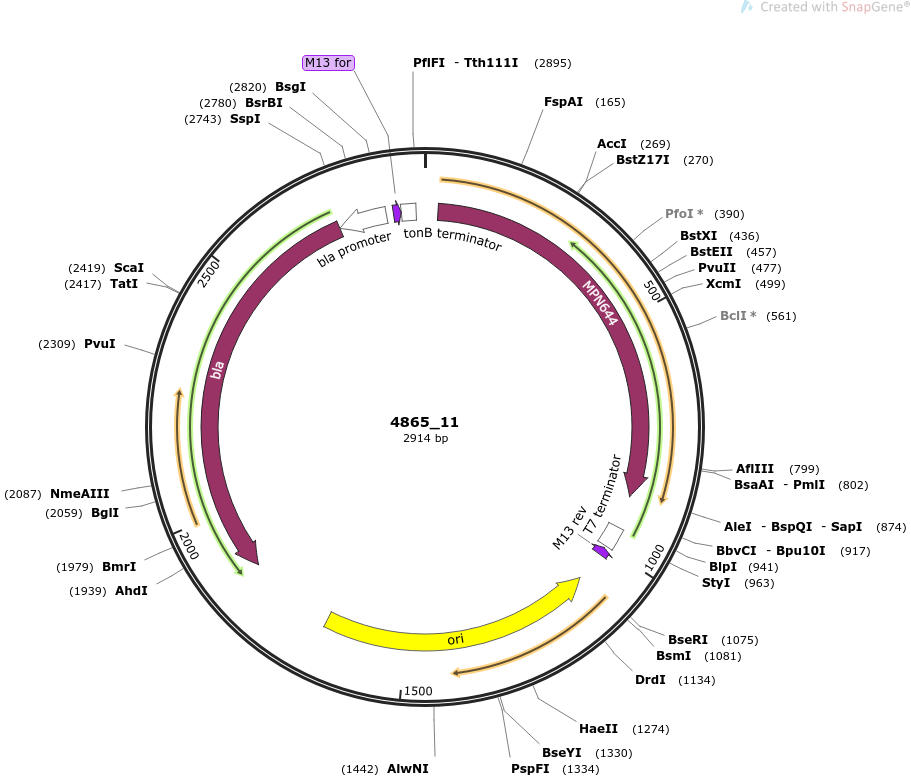 Created with SnapGene®
M13 for
PflFI - Tth111I (2895)
(2820) BsgI
(2780) BsrBI
(2743) SspI
FspAI (165)
AccI (269)
BstZ17I (270)
PfoI * (390)
BstXI (436)
BstEII (457)
PvuII (477)
XcmI (499)
BclI * (561)
bla promoter
tonB terminator
(2419) ScaI
(2417) TatI
2500
500
MPN644
(2309) PvuI
bla
4865_11
2914 bp
AflIII (799)
BsaAI - PmlI (802)
(2087) NmeAIII
(2059) BglI
T7 terminator
M13 rev
AleI - BspQI - SapI (874)
BbvCI - Bpu10I (917)
BlpI (941)
StyI (963)
2000
1000
(1979) BmrI
(1939) AhdI
ori
BseRI (1075)
BsmI (1081)
DrdI (1134)
1500
HaeII (1274)
BseYI (1330)
PspFI (1334)
(1442) AlwNI